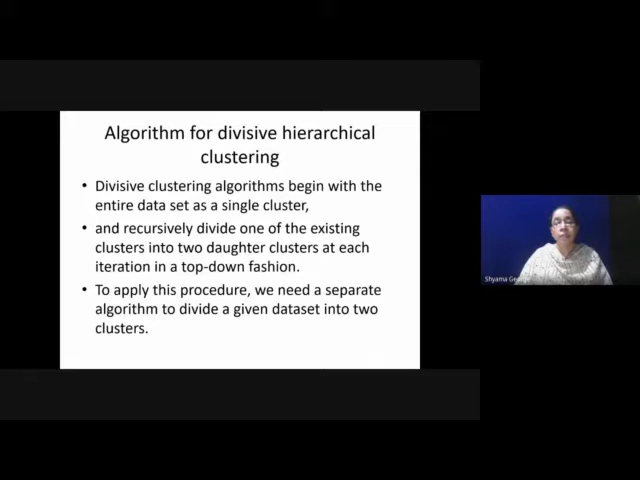 Algorithm for divisive hierarchical
clustering
• Divisive clustering algorithms begin with the
entire data set as a single cluster,
• and recursively divide one of the existing
clusters into two daughter clusters at each
iteration in a top-down fashion.
• To apply this procedure, we need a separate
algorithm to divide a given dataset into two
clusters.
Shyama